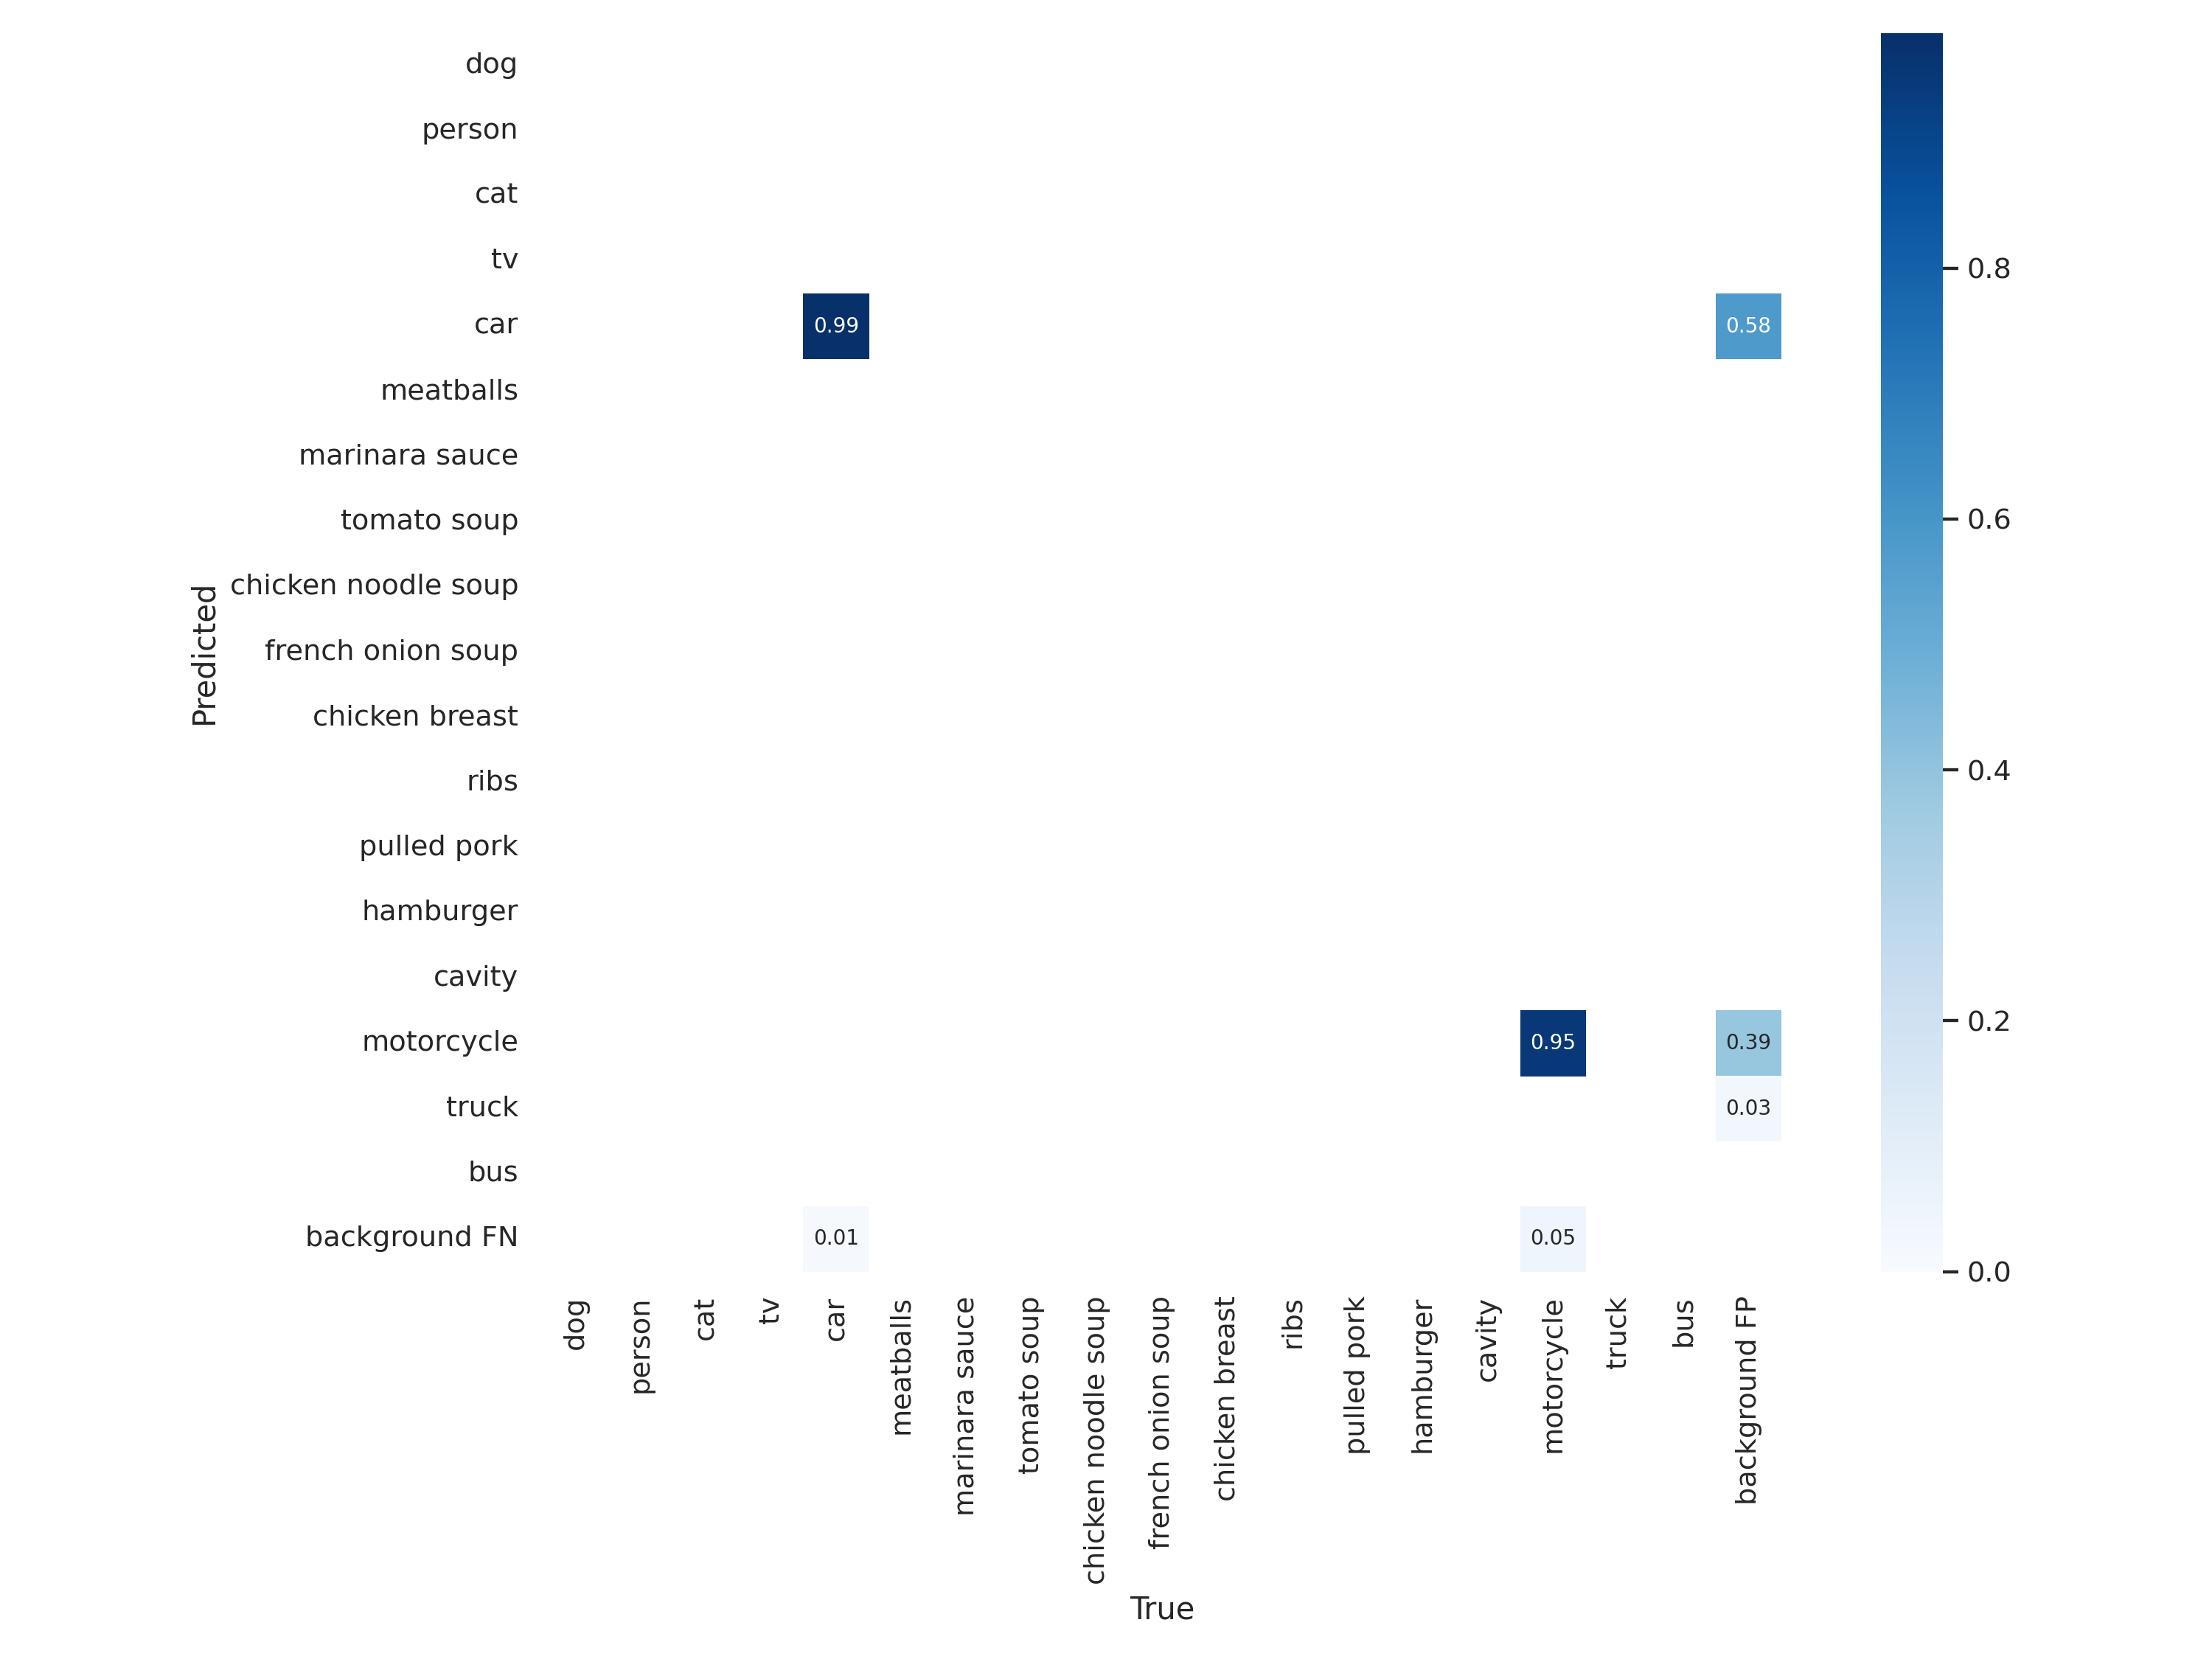 dog
person
cat
tv
car
meatballs
marinara sauce
tomato soup
chicken noodle soup
french onion soup
chicken breast
ribs
pulled pork
hamburger
cavity
motorcycle
truck
bus
background FN
Predicted
0.99
0.58
0.95
0.39
0.03
0.01
0.05
dog
person
cat
tv
car
meatballs
marinara sauce
tomato soup
chicken noodle soup
french onion soup
chicken breast
ribs
pulled pork
hamburger
cavity
motorcycle
truck
bus
background FP
True
0.8
0.6
0.4
0.2
0.0